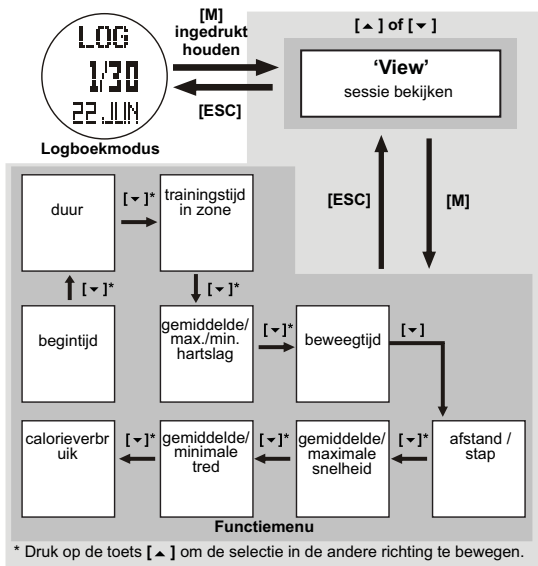 LOG
1/30
22.JUN
Logboekmodus
[M]
ingedrukt
houden
[ESC]
[▲] of [▼]
‘View’
sessie bekijken
[ESC]
[M]
duur
[▼]*
trainingstijd
in zone
[▼]*
[▼]*
begintijd
gemiddelde/
max./min.
hartslag
[▼]*
beweegtijd
[▼]
calorieverbr
uik
[▼]*
gemiddelde/
minimale
tred
[▼]*
gemiddelde/
maximale
snelheid
[▼]*
afstand /
stap
Functiemenu
* Druk op de toets [▲] om de selectie in de andere richting te bewegen.